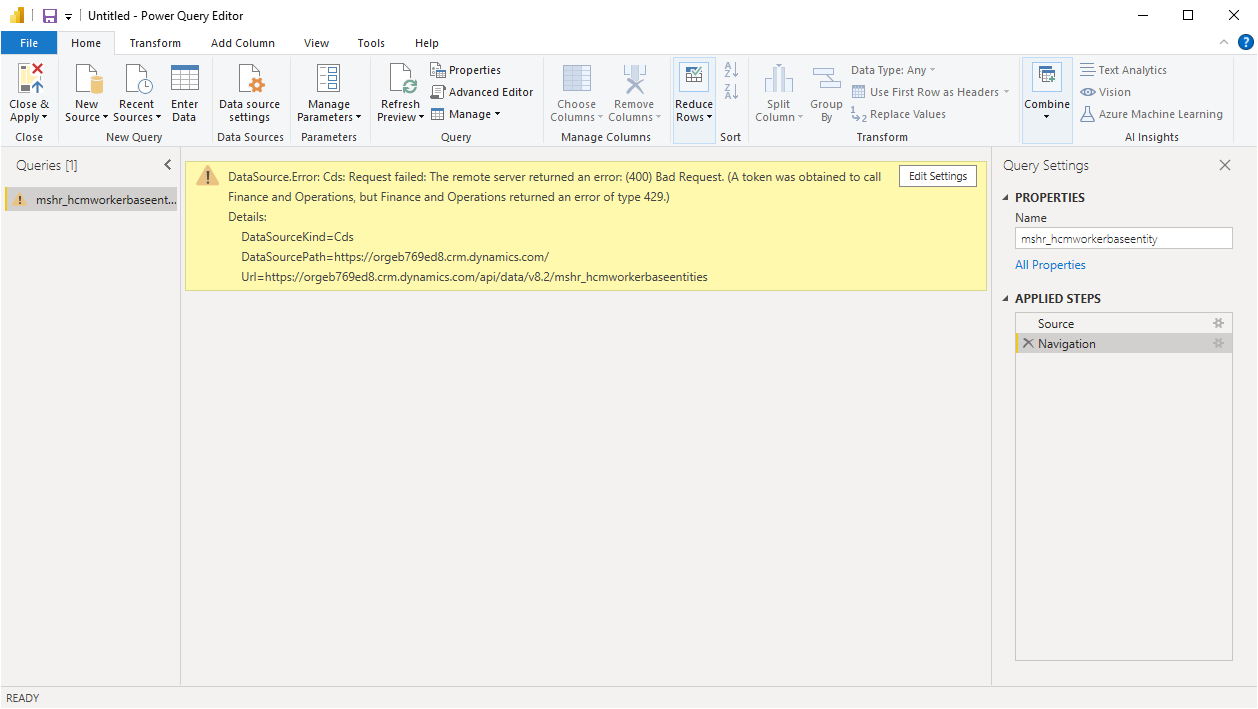 Untitled - Power Query Editor
File
Home
Transform
Add Column
View
Tools
Help
?
Close &
Apply
Close
New
Source
Recent
Sources
Enter
Data
New Query
Data source
settings
Data Sources
Manage
Parameters
Parameters
Refresh
Preview
Properties
Advanced Editor
Manage
Query
Choose
Columns
Remove
Columns
Manage Columns
Reduce
Rows
A
Z
Z
A
Sort
Split
Column
Group
By
Data Type: Any
Use First Row as Headers
1
2
Replace Values
Transform
Combine
Text Analytics
Vision
Azure Machine Learning
AI Insights
Queries [1]
mshr_hcmworkerbaseent...
DataSource.Error: Cds: Request failed: The remote server returned an error: (400) Bad Request. (A token was obtained to call
Finance and Operations, but Finance and Operations returned an error of type 429.)
Details:
DataSourceKind=Cds
DataSourcePath=https://orgeb769ed8.crm.dynamics.com/
Url=https://orgeb769ed8.crm.dynamics.com/api/data/v8.2/mshr_hcmworkerbaseentities
Edit Settings
Query Settings
PROPERTIES
Name
mshr_hcmworkerbaseentity
All Properties
APPLIED STEPS
Source
Navigation
READY